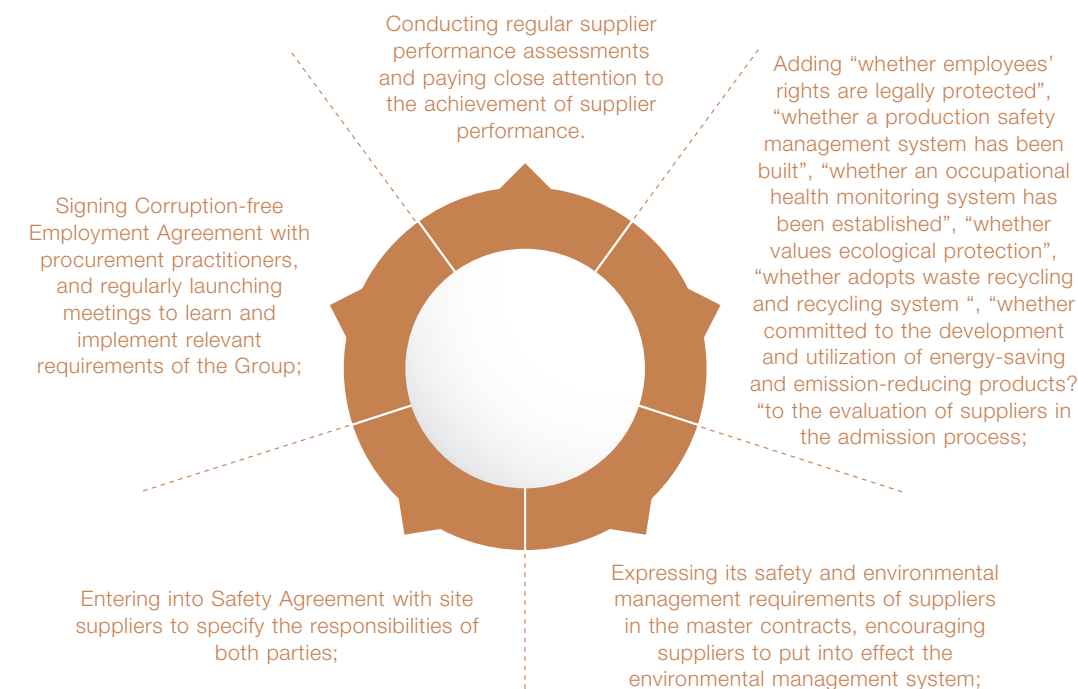 Conducting regular supplier
performance assessments
and paying close attention to
the achievement of supplier
performance.
Adding “whether employees’
rights are legally protected”,
“whether a production safety
management system has been
built”, “whether an occupational
health monitoring system has
been established”, “whether
values ecological protection”,
“whether adopts waste recycling
and recycling system “, “whether
committed to the development
and utilization of energy-saving
and emission-reducing products?
“to the evaluation of suppliers in
the admission process;
Expressing its safety and environmental
management requirements of suppliers
in the master contracts, encouraging
suppliers to put into effect the
environmental management system;
Entering into Safety Agreement with site
suppliers to specify the responsibilities of
both parties;
Signing Corruption-free
Employment Agreement with
procurement practitioners,
and regularly launching
meetings to learn and
implement relevant
requirements of the Group;